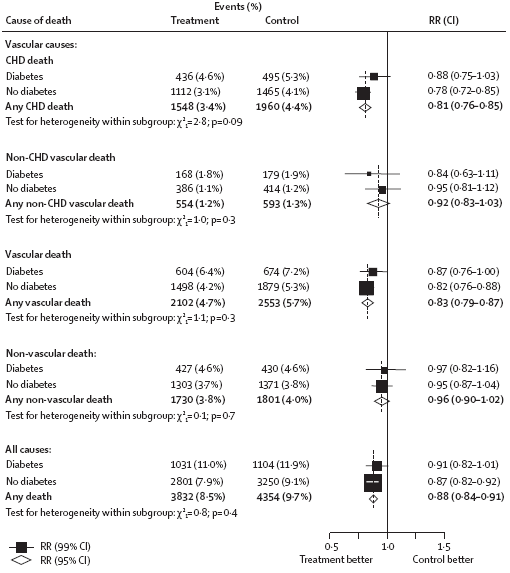 Events (%)
Cause of death Treatment Control RR (CI)
Vascular causes:
CHD death
Diabetes 436 (4·6%) 495 (5·3%) 0·88 (0·75–1·03)
No diabetes 1112 (3·1%) 1465 (4·1%) 0·78 (0·72–0·85)
Any CHD death 1548 (3·4%) 1960 (4·4%) 0·81 (0·76–0·85)
Test for heterogeneity within subgroup: χ²₁=2·8; p=0·09
Non-CHD vascular death
Diabetes 168 (1·8%) 179 (1·9%) 0·84 (0·63–1·11)
No diabetes 386 (1·1%) 414 (1·2%) 0·95 (0·81–1·12)
Any non-CHD vascular death 554 (1·2%) 593 (1·3%) 0·92 (0·83–1·03)
Test for heterogeneity within subgroup: χ²₁=1·0; p=0·3
Vascular death
Diabetes 604 (6·4%) 674 (7·2%) 0·87 (0·76–1·00)
No diabetes 1498 (4·2%) 1879 (5·3%) 0·82 (0·76–0·88)
Any vascular death 2102 (4·7%) 2553 (5·7%) 0·83 (0·79–0·87)
Test for heterogeneity within subgroup: χ²₁=1·1; p=0·3
Non-vascular death:
Diabetes 427 (4·6%) 430 (4·6%) 0·97 (0·82–1·16)
No diabetes 1303 (3·7%) 1371 (3·8%) 0·95 (0·87–1·04)
Any non-vascular death 1730 (3·8%) 1801 (4·0%) 0·96 (0·90–1·02)
Test for heterogeneity within subgroup: χ²₁=0·1; p=0·7
All causes:
Diabetes 1031 (11·0%) 1104 (11·9%) 0·91 (0·82–1·01)
No diabetes 2801 (7·9%) 3250 (9·1%) 0·87 (0·82–0·92)
Any death 3832 (8·5%) 4354 (9·7%) 0·88 (0·84–0·91)
Test for heterogeneity within subgroup: χ²₁=0·8; p=0·4
RR (99% CI)
RR (95% CI)
0·5 1·0 1·5
Treatment better Control better